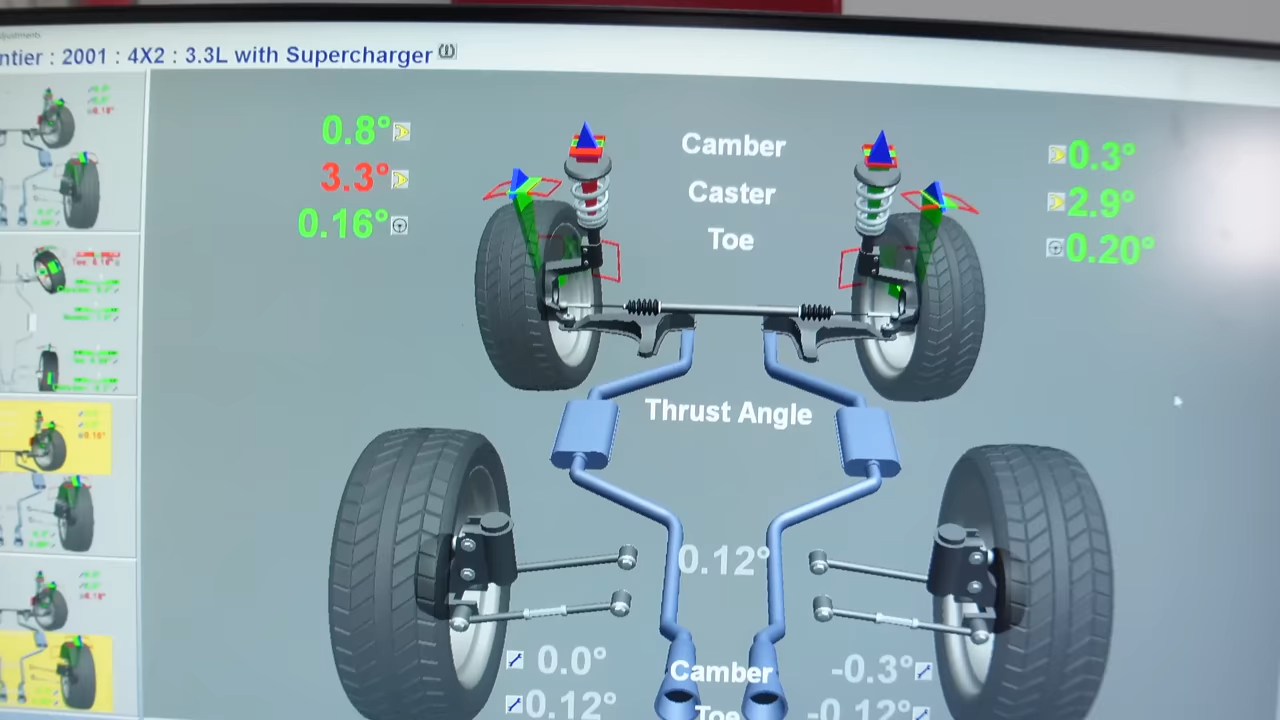 ntier : 2001 : 4X2 : 3.3L with Supercharger
0.8° Camber 0.3°
3.3° Caster 2.9°
0.16° Toe 0.20°
Thrust Angle
0.12°
0.0° Camber -0.3°
0.12° Toe -0.12°